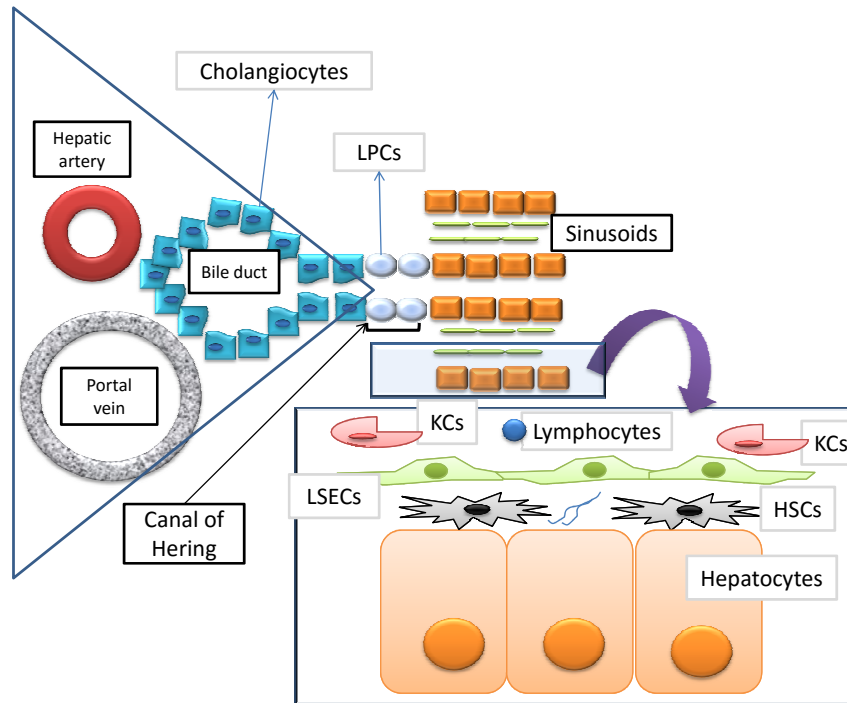 Cholangiocytes
Hepatic
artery
LPCs
Sinusoids
Bile duct
Portal
vein
KCs
Lymphocytes
KCs
LSECs
HSCs
Canal of
Hering
Hepatocytes